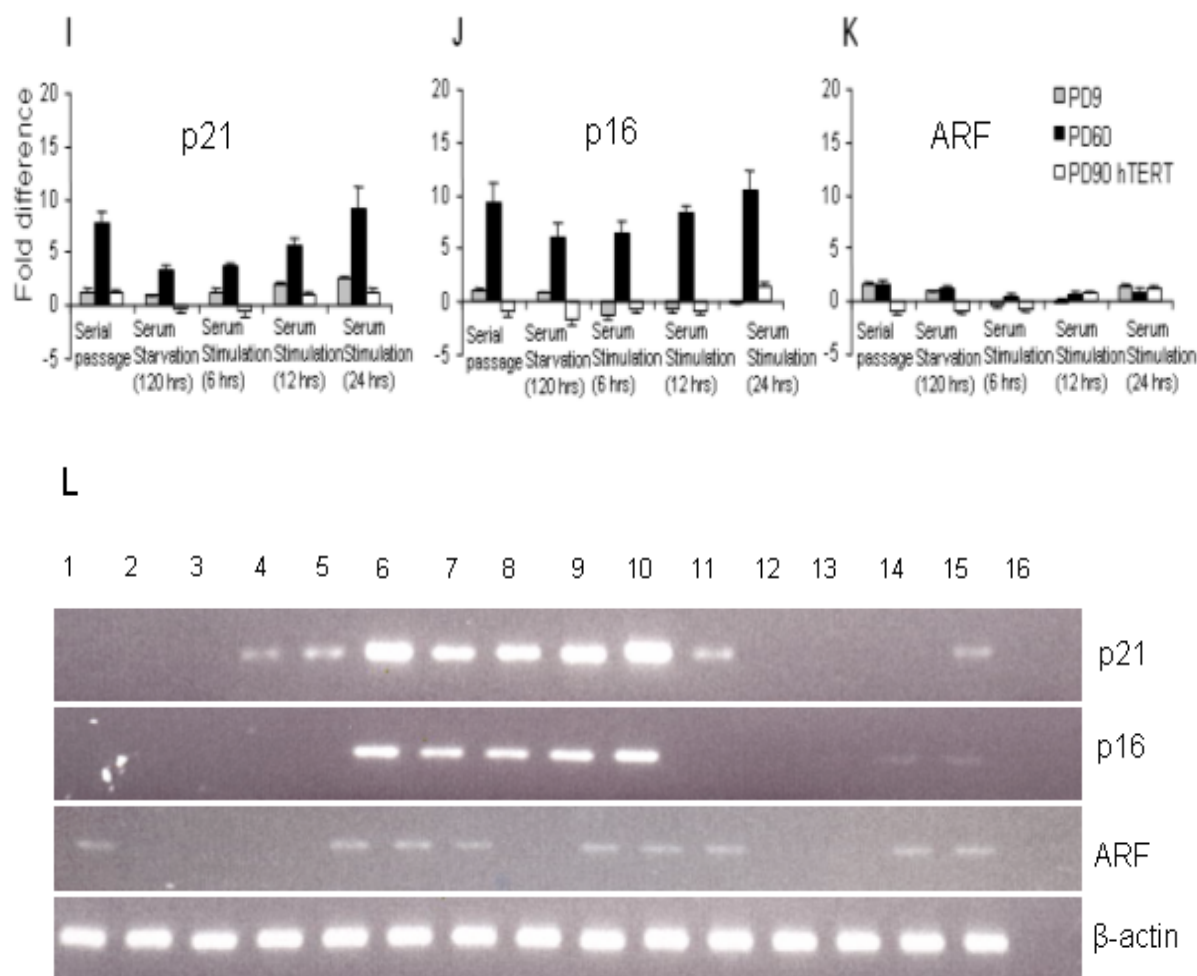 I J K
Fold difference
20
15
10
5
0
-5
p21
Serial passage
Serum Starvation (120 hrs)
Serum Stimulation (6 hrs)
Serum Stimulation (12 hrs)
Serum Stimulation (24 hrs)
20
15
10
5
0
-5
p16
Serial passage
Serum Starvation (120 hrs)
Serum Stimulation (6 hrs)
Serum Stimulation (12 hrs)
Serum Stimulation (24 hrs)
20
15
10
5
0
-5
ARF
PD9
PD60
PD90 hTERT
Serial passage
Serum Starvation (120 hrs)
Serum Stimulation (6 hrs)
Serum Stimulation (12 hrs)
Serum Stimulation (24 hrs)
L
1 2 3 4 5 6 7 8 9 10 11 12 13 14 15 16
p21
p16
ARF
β-actin